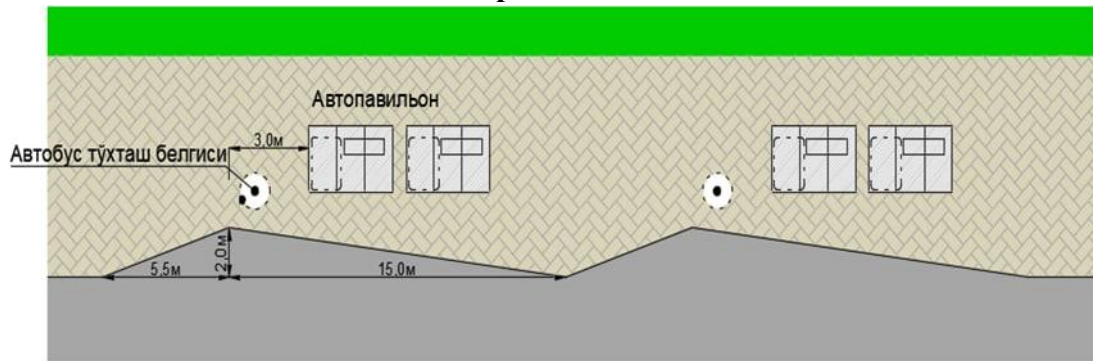 Автопавильон
3,0м
Автобус тўхташ белгиси
2,0м
5,5м
15,0м